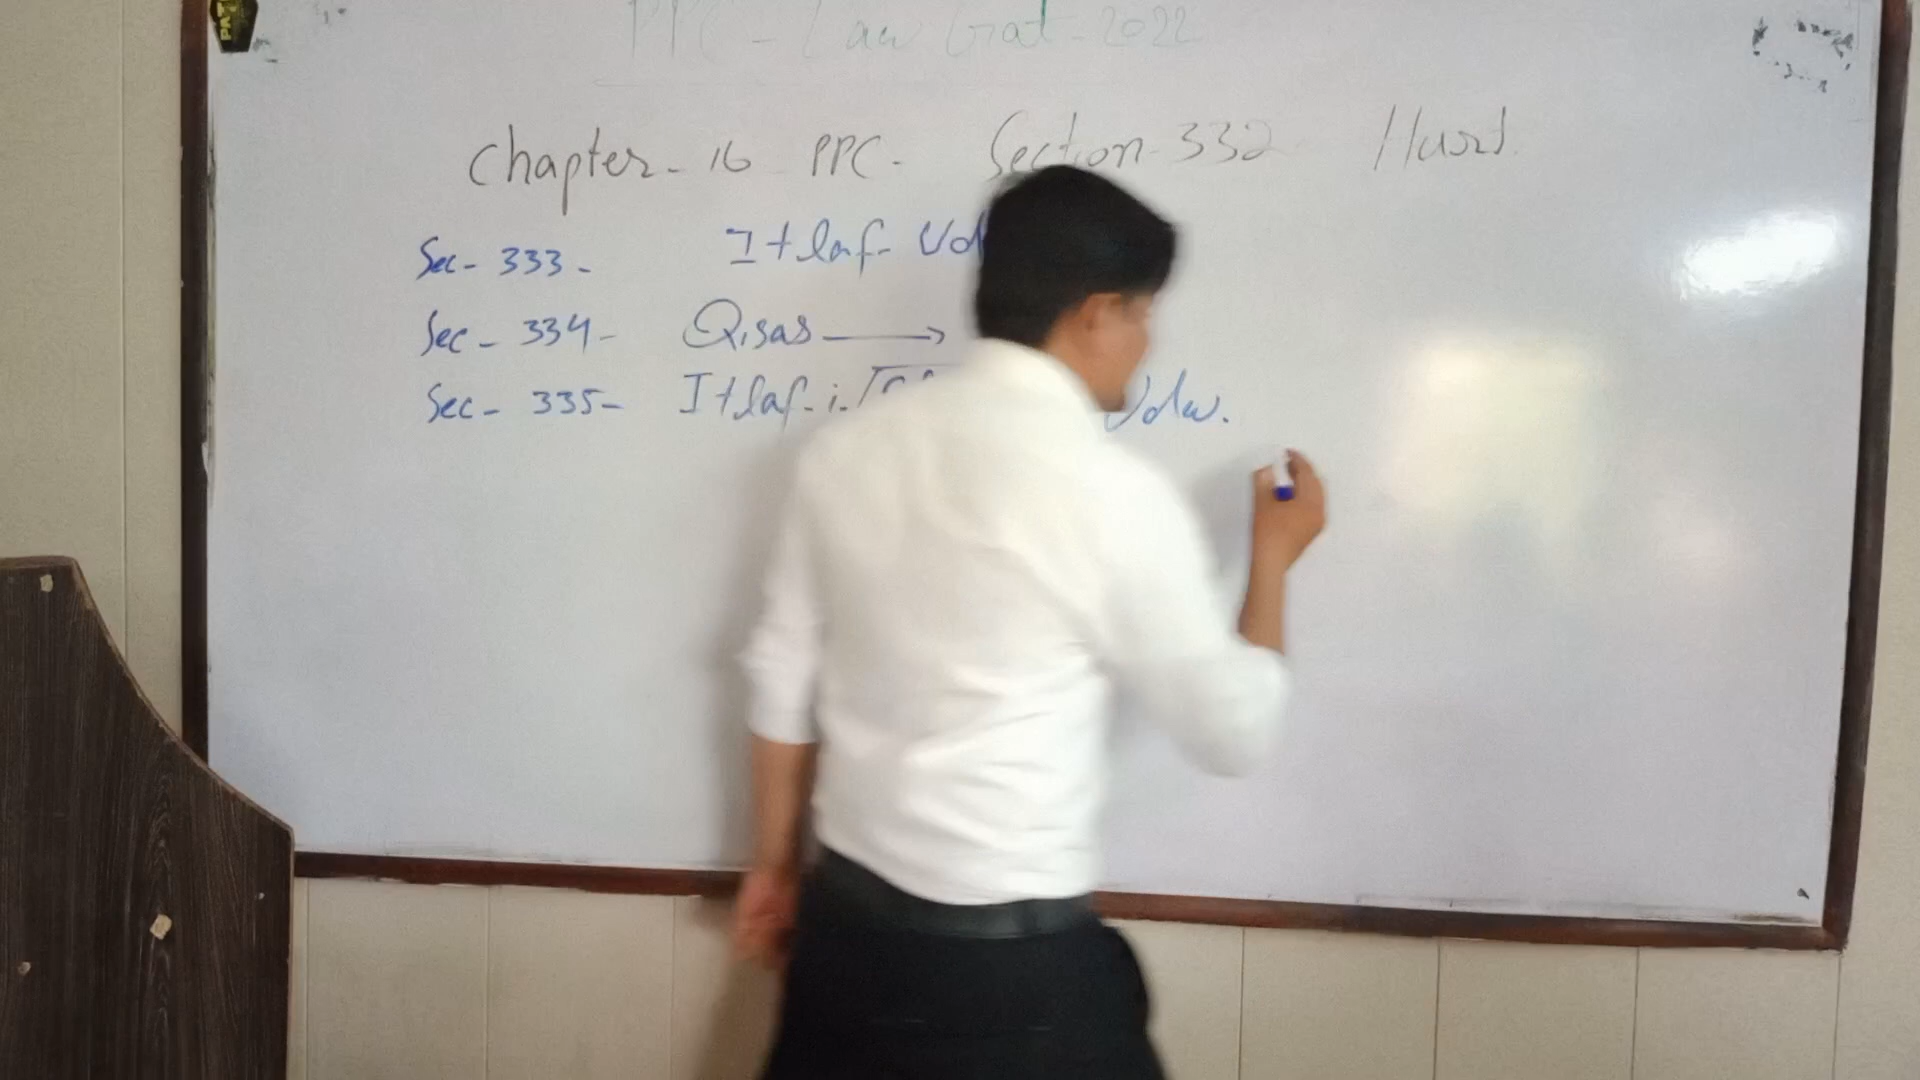 PPC - Law Gat - 2022
Chapter - 16 PPC - Section - 332 Hurt.
Sec - 333 - Itlaf -
Sec - 334 - Qisas →
Sec - 335 - Itlaf - i - Udw.